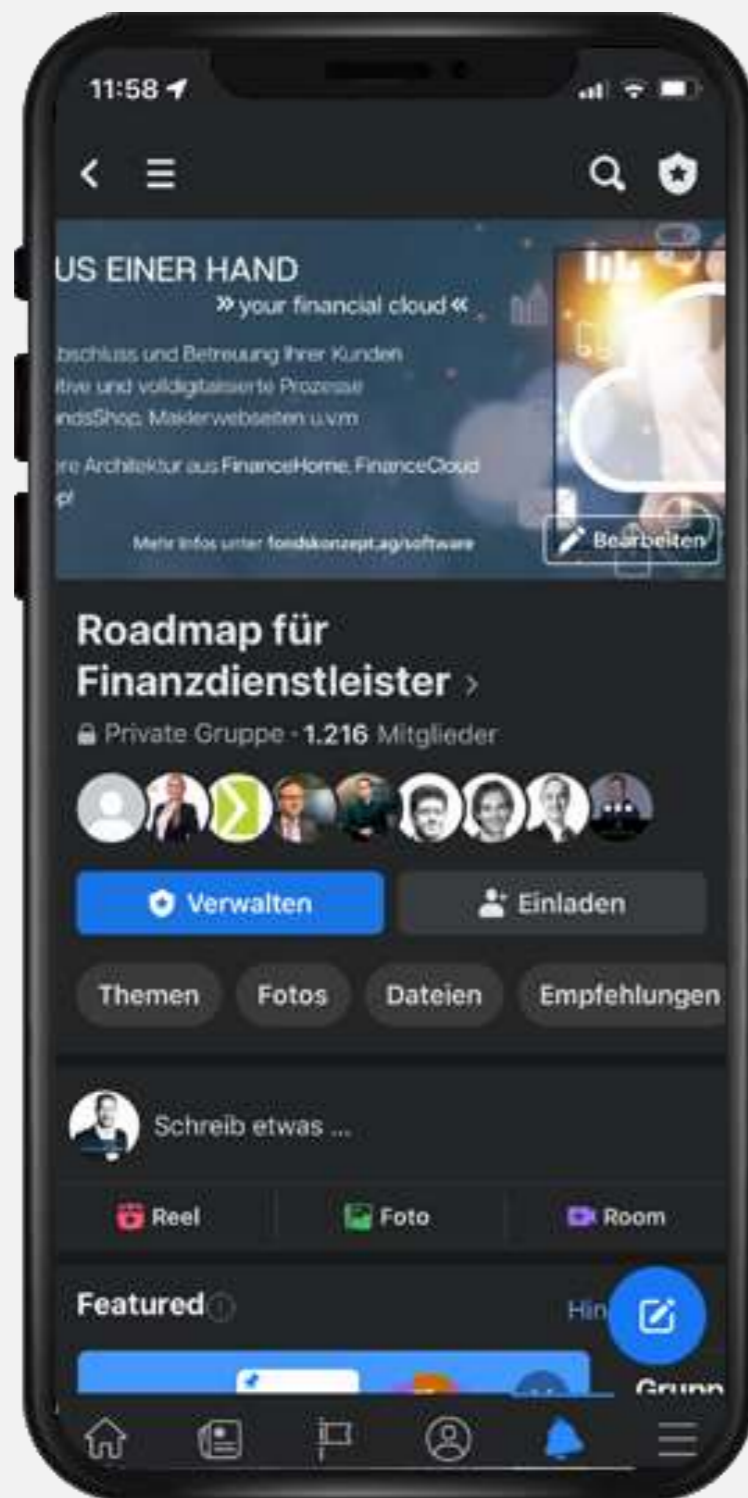 11:58
US EINER HAND
» your financial cloud «
bschluss und Betreuung Ihrer Kunden
itive und volldigitalisierte Prozesse
ndsShop, Maklerwebseiten u.v.m
re Architektur aus FinanceHome, FinanceCloud
p!
Mehr Infos unter fondskonzept.ag/software
Bearbeiten
Roadmap für
Finanzdienstleister
Private Gruppe · 1.216 Mitglieder
Verwalten
Einladen
Themen
Fotos
Dateien
Empfehlungen
Schreib etwas ...
Reel
Foto
Room
Featured
Hin
Grupp